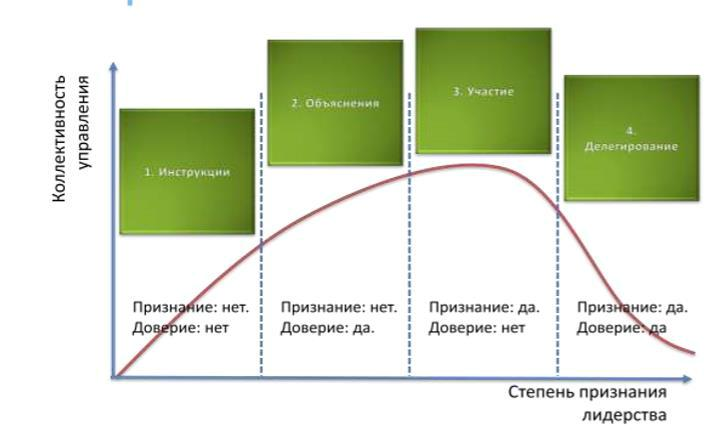 Коллективность
управления
1. Инструкции
2. Объяснения
3. Участие
4.
Делегирование
Признание: нет.
Доверие: нет
Признание: нет.
Доверие: да.
Признание: да.
Доверие: нет
Признание: да.
Доверие: да
Степень признания
лидерства